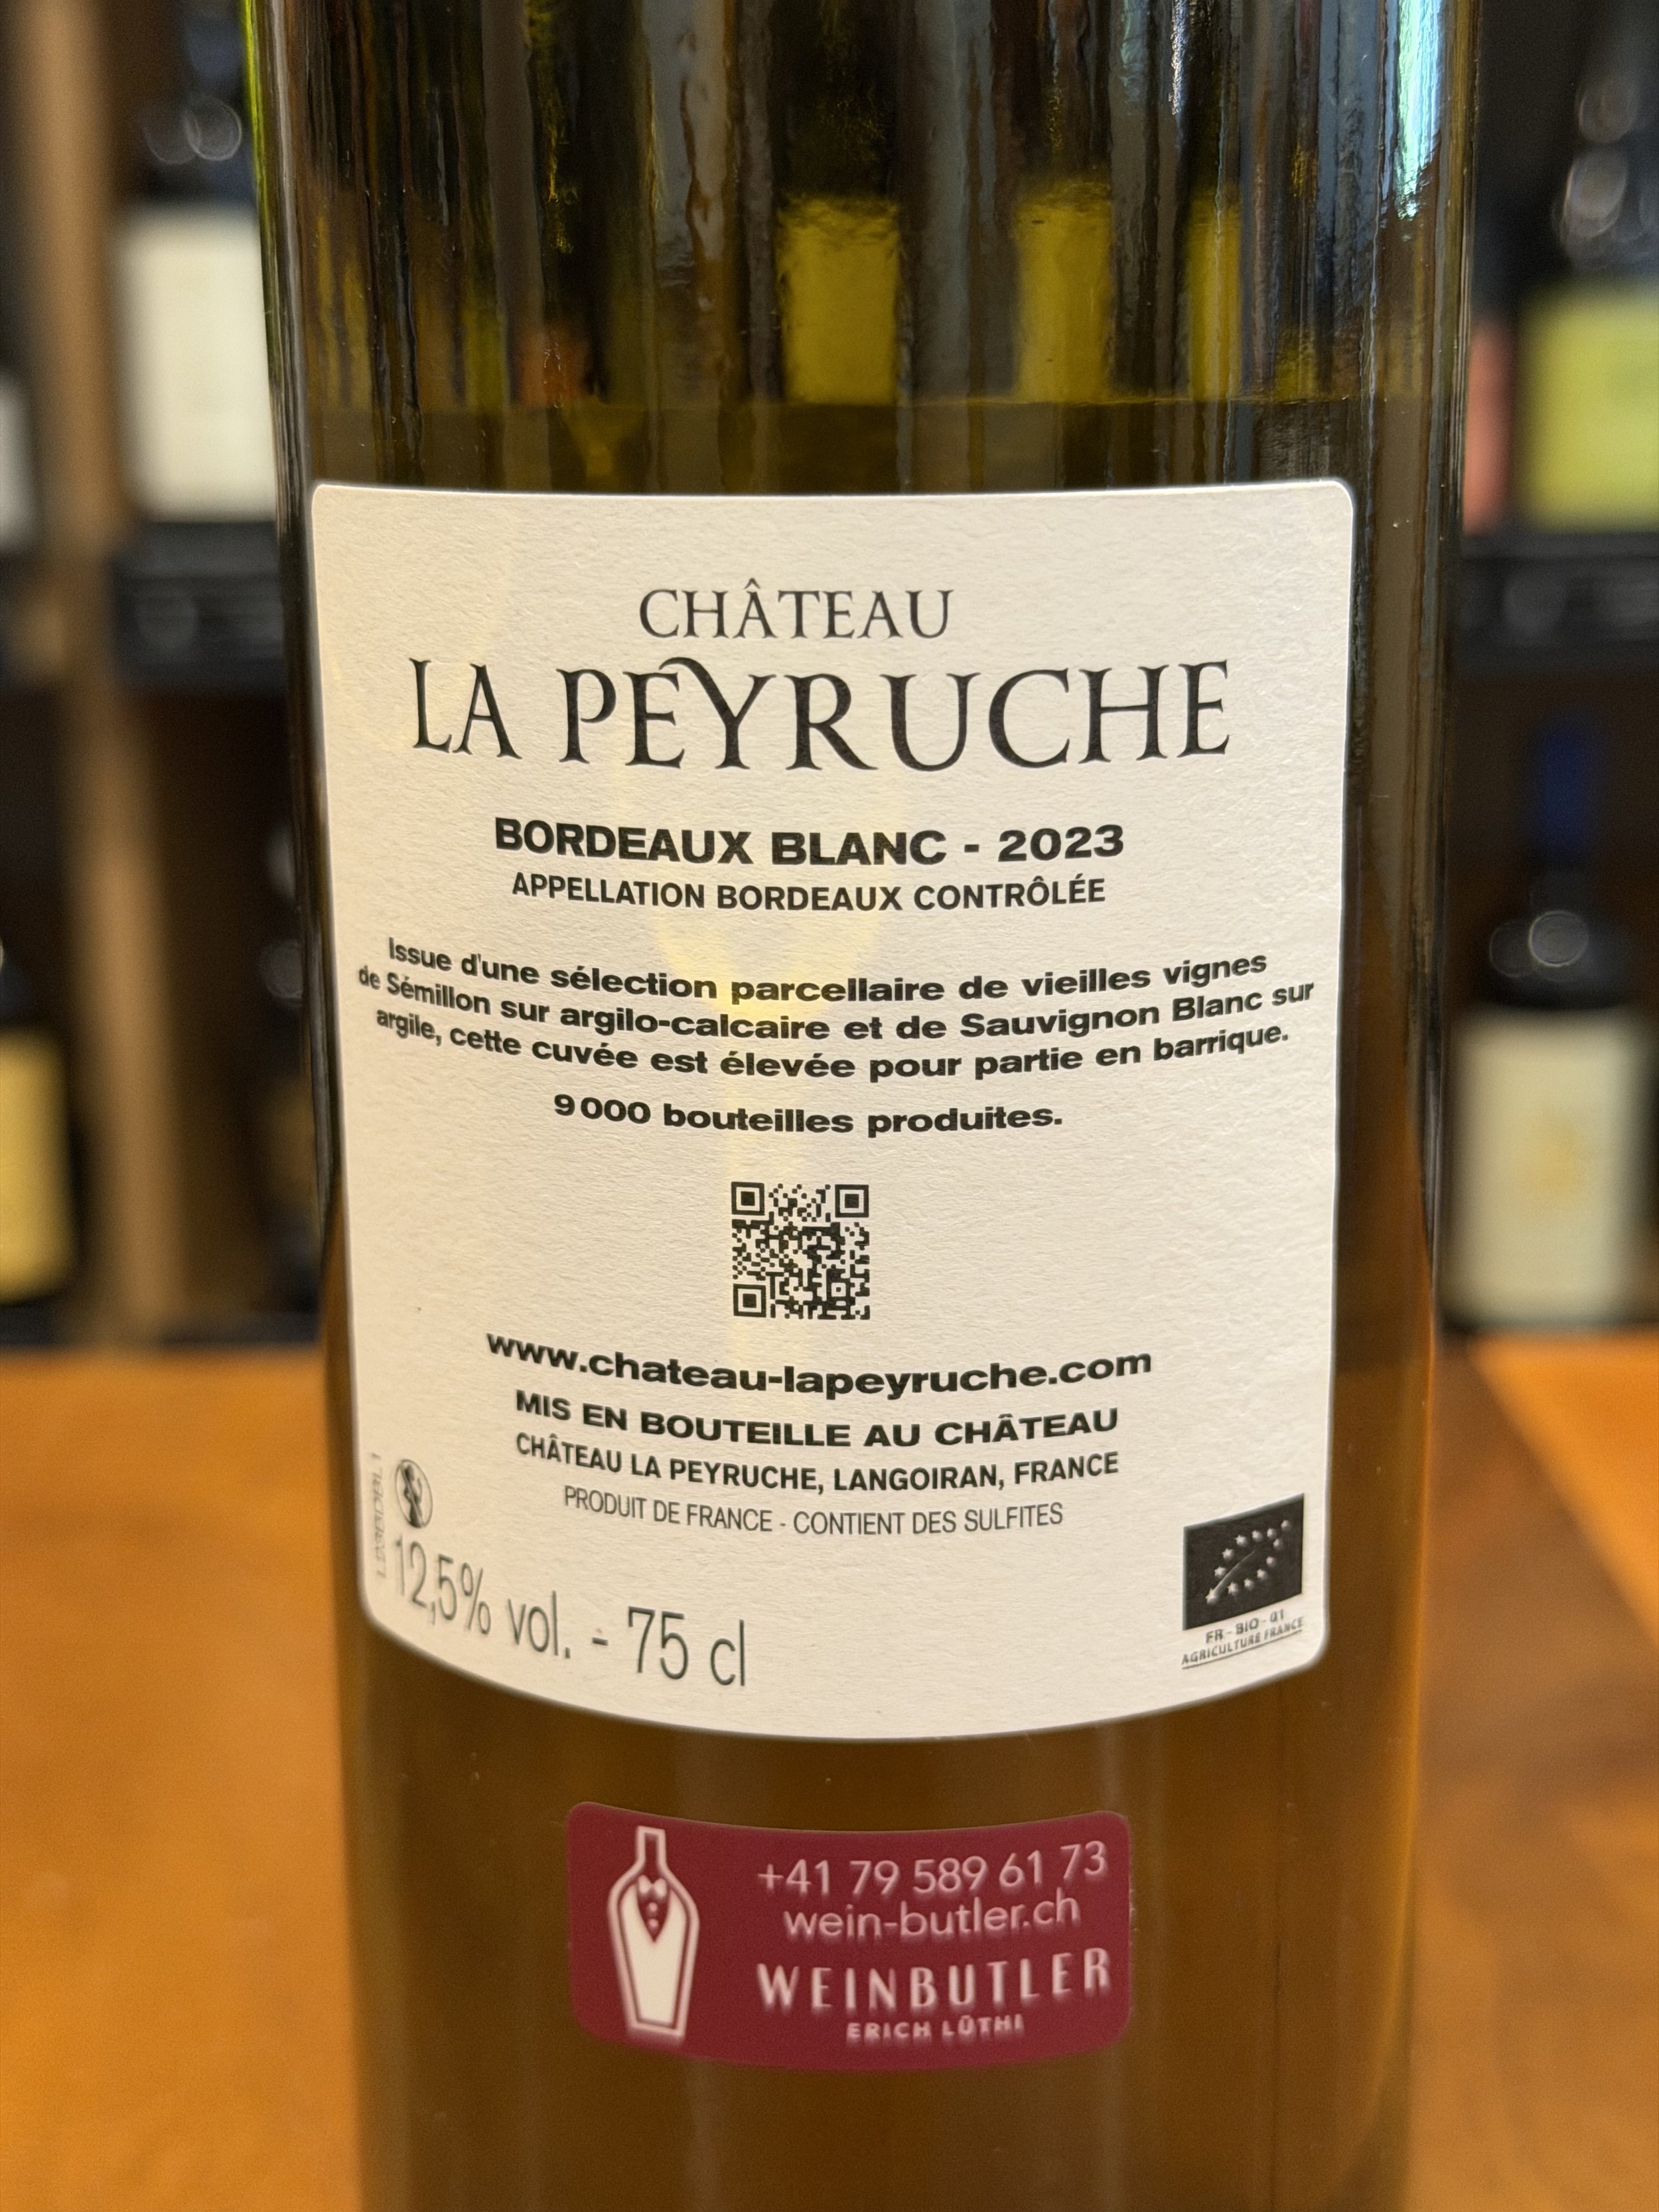 CHÂTEAU
LA PEYRUCHE
BORDEAUX BLANC - 2023
APPELLATION BORDEAUX CONTRÔLÉE
Issue d'une sélection parcellaire de vieilles vignes
de Sémillon sur argilo-calcaire et de Sauvignon Blanc sur
argile, cette cuvée est élevée pour partie en barrique.
9 000 bouteilles produites.
www.chateau-lapeyruche.com
MIS EN BOUTEILLE AU CHÂTEAU
CHÂTEAU LA PEYRUCHE, LANGOIRAN, FRANCE
PRODUIT DE FRANCE - CONTIENT DES SULFITES
12,5% vol. - 75 cl
FR - BIO - 01
AGRICULTURE FRANCE
+41 79 589 61 73
wein-butler.ch
WEINBUTLER
ERICH LÜTHI